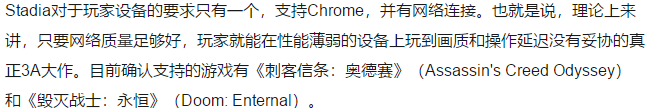 Stadia对于玩家设备的要求只有一个，支持Chrome，并有网络连接。也就是说，理论上来
讲，只要网络质量足够好，玩家就能在性能薄弱的设备上玩到画质和操作延迟没有妥协的真
正3A大作。目前确认支持的游戏有《刺客信条：奥德赛》（Assassin's Creed Odyssey）
和《毁灭战士：永恒》（Doom: Enternal）。